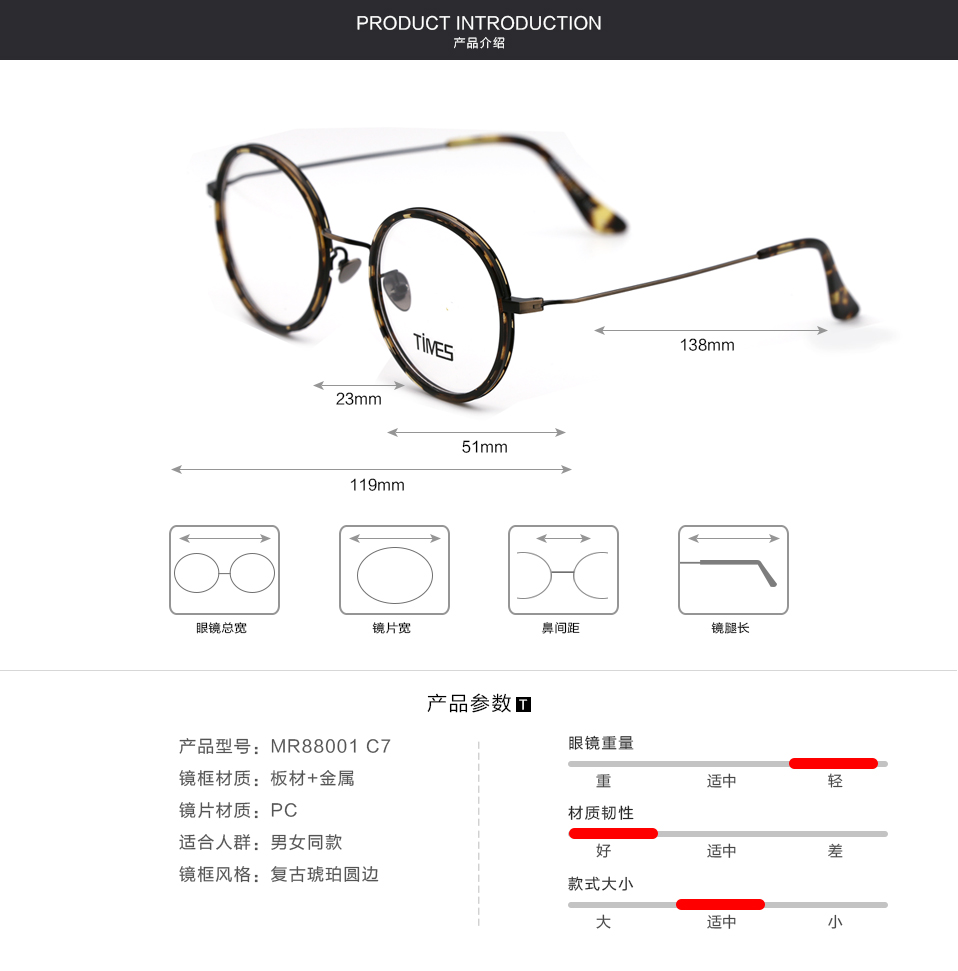 PRODUCT INTRODUCTION
产品介绍
TiMES
138mm
23mm
51mm
119mm
眼镜总宽
镜片宽
鼻间距
镜腿长
产品参数 T
产品型号：MR88001 C7
镜框材质：板材+金属
镜片材质：PC
适合人群：男女同款
镜框风格：复古琥珀圆边
眼镜重量
重 适中 轻
材质韧性
好 适中 差
款式大小
大 适中 小